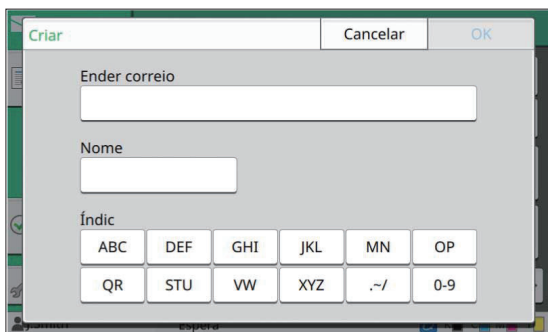 Criar Cancelar OK
Ender correio
Nome
Índic
ABC DEF GHI JKL MN OP
QR STU VW XYZ .~/ 0-9